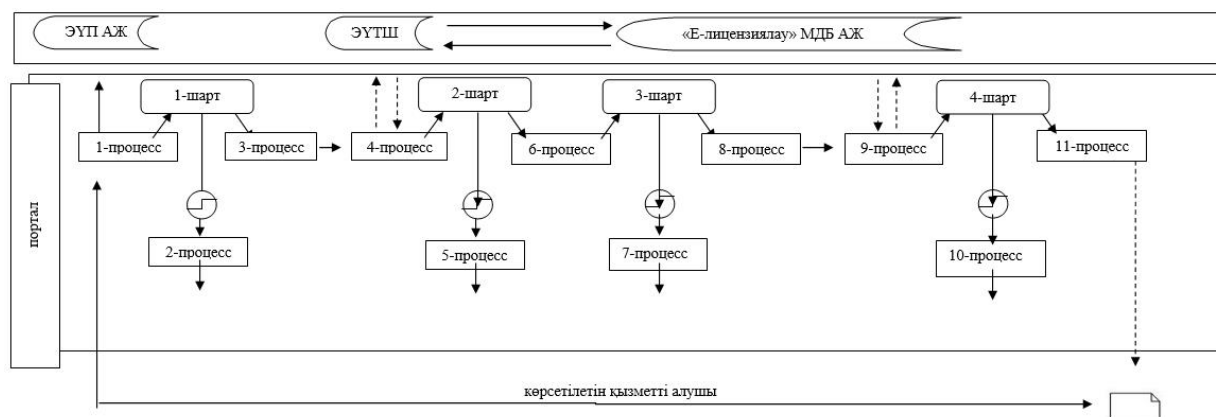 ЭҮП АЖ
ЭҮТШ
«Е-лицензиялау» МДБ АЖ
портал
1-шарт
2-шарт
3-шарт
4-шарт
1-процесс
3-процесс
4-процесс
6-процесс
8-процесс
9-процесс
11-процесс
2-процесс
5-процесс
7-процесс
10-процесс
көрсетілетін қызметті алушы